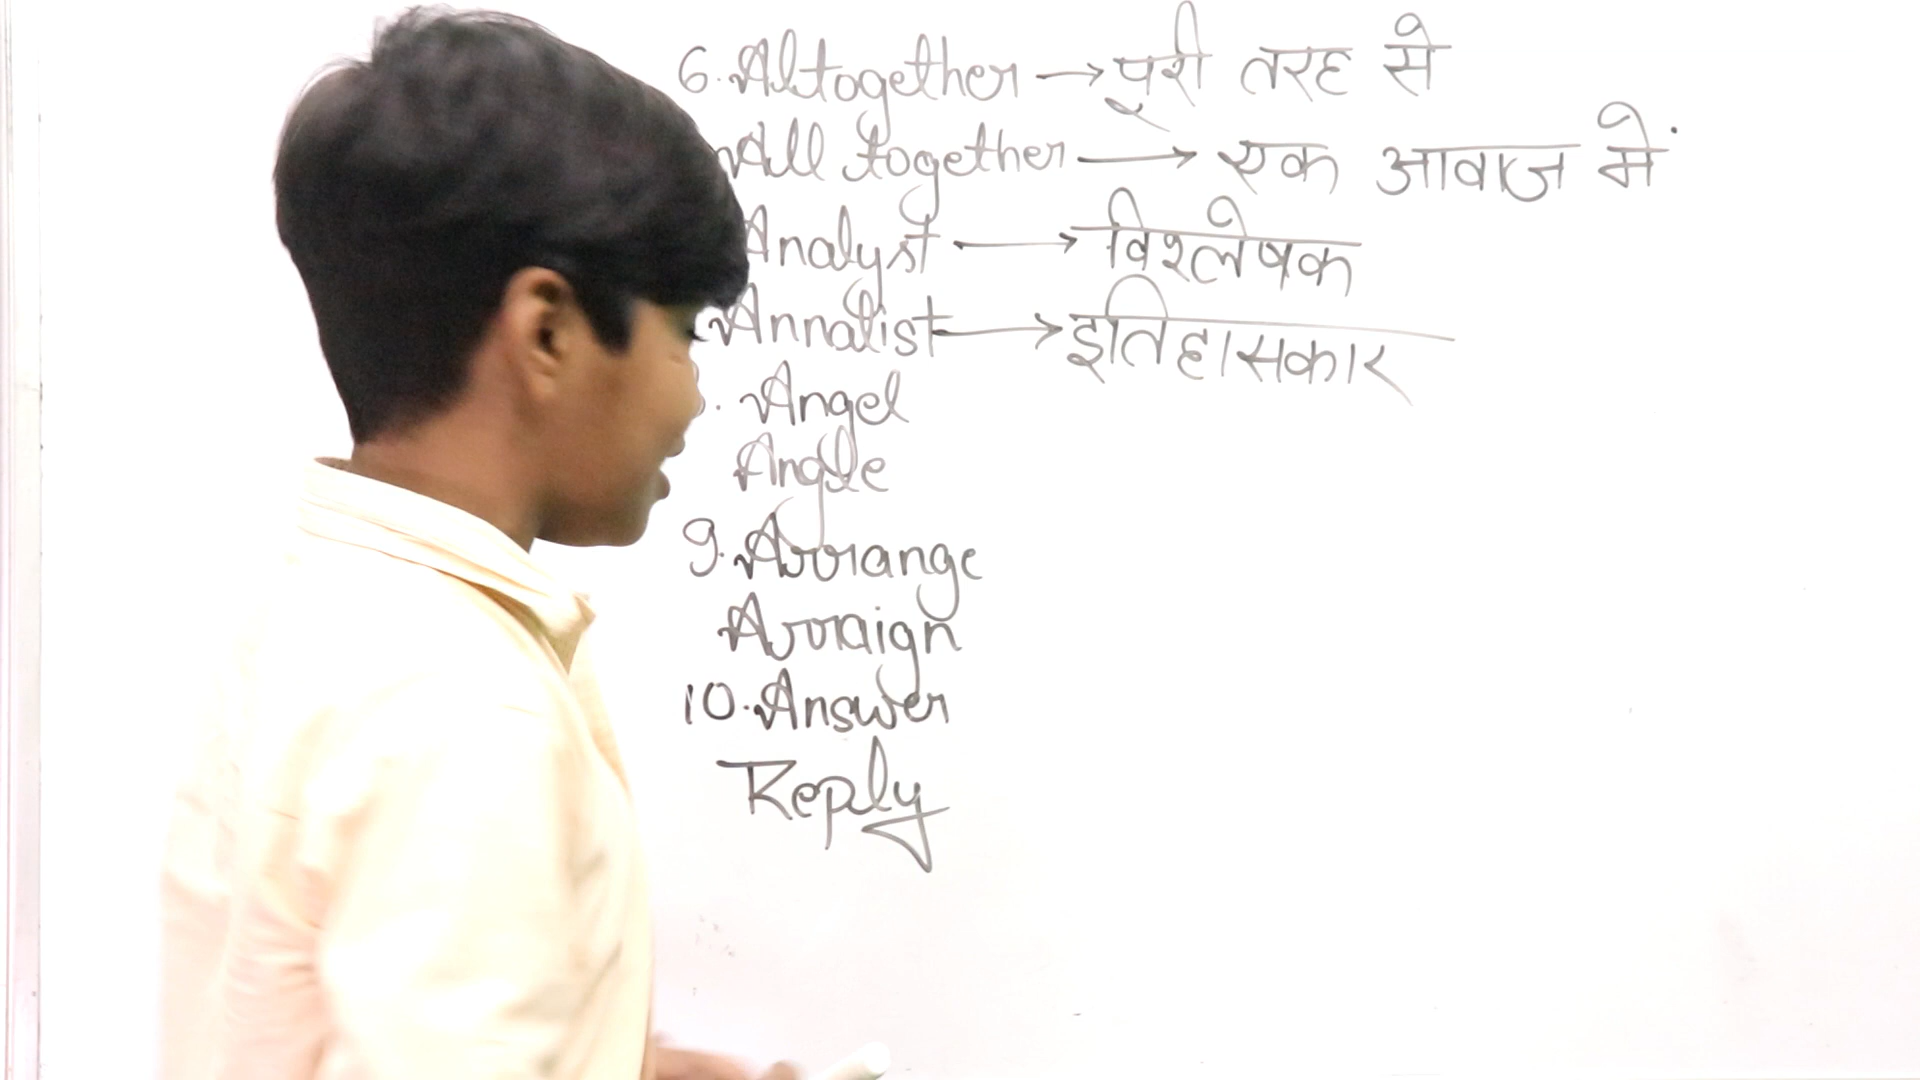 6. Altogether → पूरी तरह से
All together → एक आवाज में
Analyst → विश्लेषक
Annalist → इतिहासकार
. Angel
Angle
9. Arrange
Arraign
10. Answer
Reply